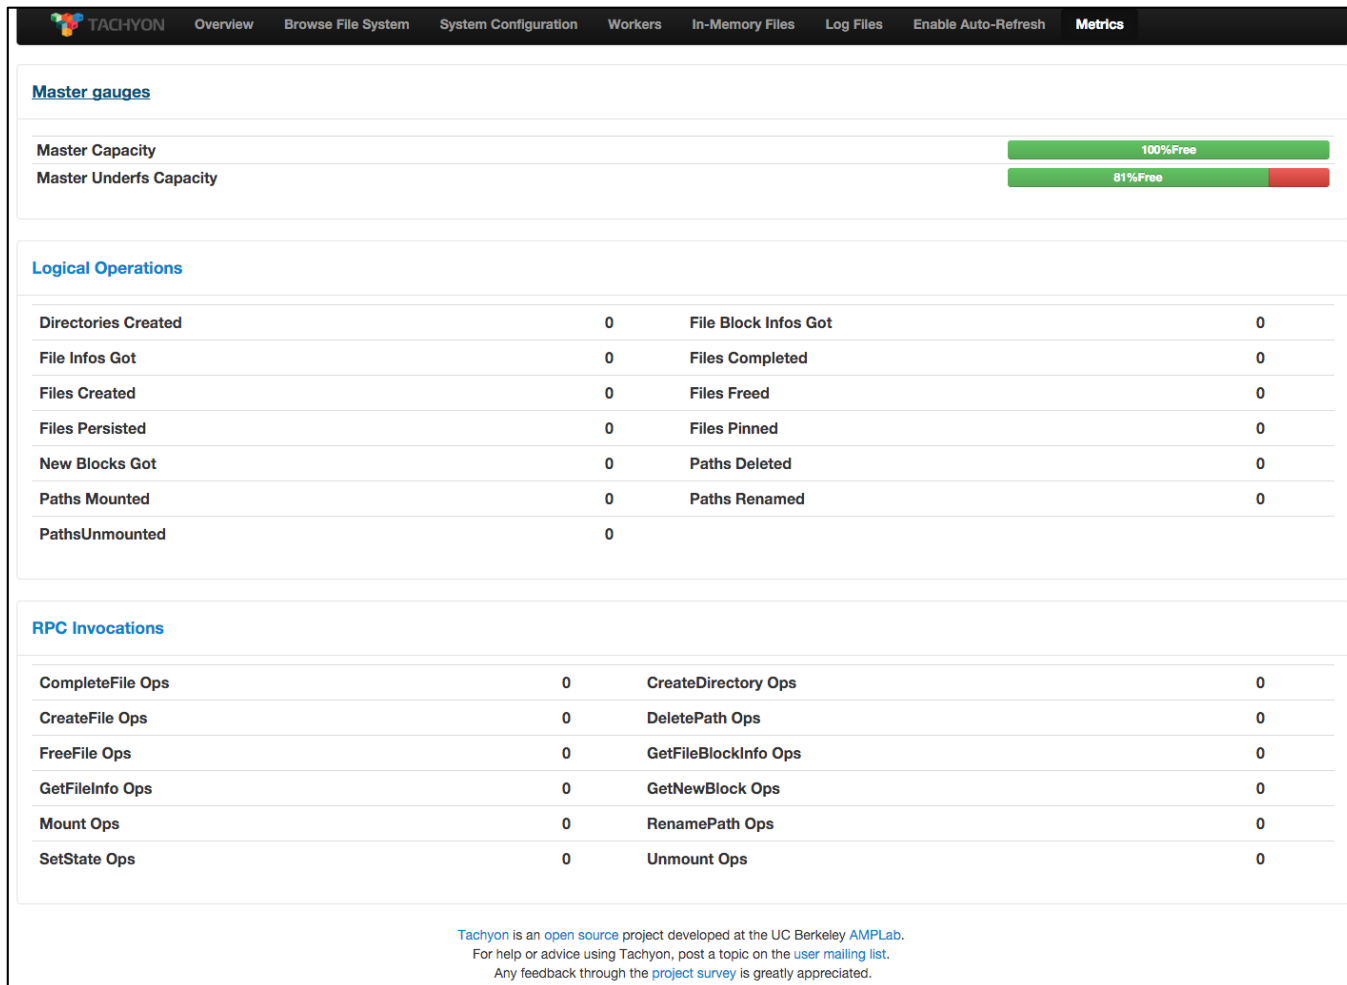 TACHYON Overview Browse File System System Configuration Workers In-Memory Files Log Files Enable Auto-Refresh Metrics
Master gauges
Master Capacity 100%Free
Master Underfs Capacity 81%Free
Logical Operations
Directories Created 0 File Block Infos Got 0
File Infos Got 0 Files Completed 0
Files Created 0 Files Freed 0
Files Persisted 0 Files Pinned 0
New Blocks Got 0 Paths Deleted 0
Paths Mounted 0 Paths Renamed 0
PathsUnmounted 0
RPC Invocations
CompleteFile Ops 0 CreateDirectory Ops 0
CreateFile Ops 0 DeletePath Ops 0
FreeFile Ops 0 GetFileBlockInfo Ops 0
GetFileInfo Ops 0 GetNewBlock Ops 0
Mount Ops 0 RenamePath Ops 0
SetState Ops 0 Unmount Ops 0
Tachyon is an open source project developed at the UC Berkeley AMPLab.
For help or advice using Tachyon, post a topic on the user mailing list.
Any feedback through the project survey is greatly appreciated.